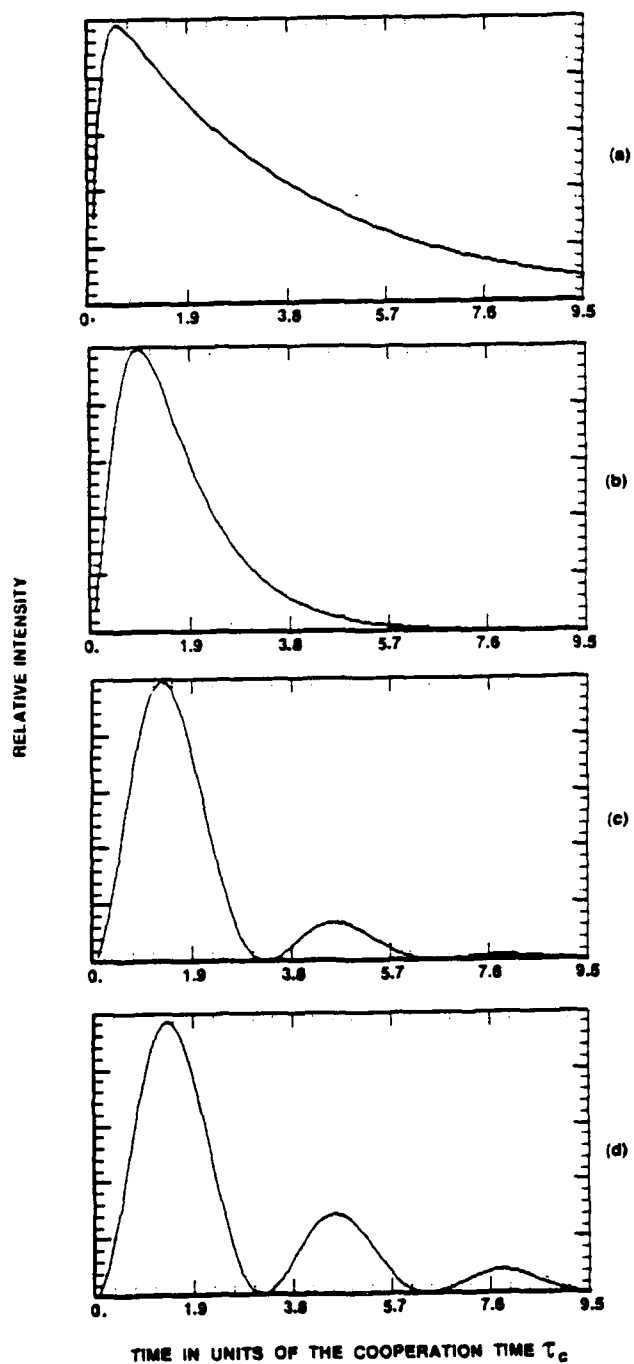 (a)
0. 1.9 3.8 5.7 7.6 9.5
(b)
0. 1.9 3.8 5.7 7.6 9.5
RELATIVE INTENSITY
(c)
0. 1.9 3.8 5.7 7.6 9.5
(d)
0. 1.9 3.8 5.7 7.6 9.5
TIME IN UNITS OF THE COOPERATION TIME τc